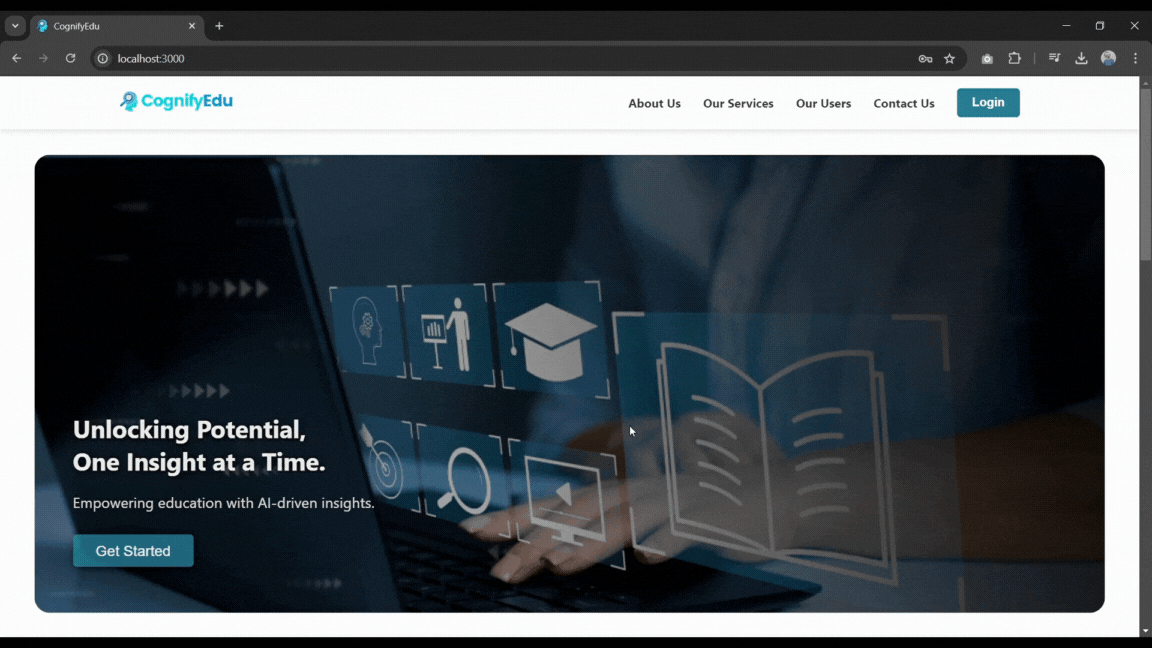 CognifyEdu
localhost:3000
CognifyEdu
About Us
Our Services
Our Users
Contact Us
Login
Unlocking Potential,
One Insight at a Time.
Empowering education with AI-driven insights.
Get Started